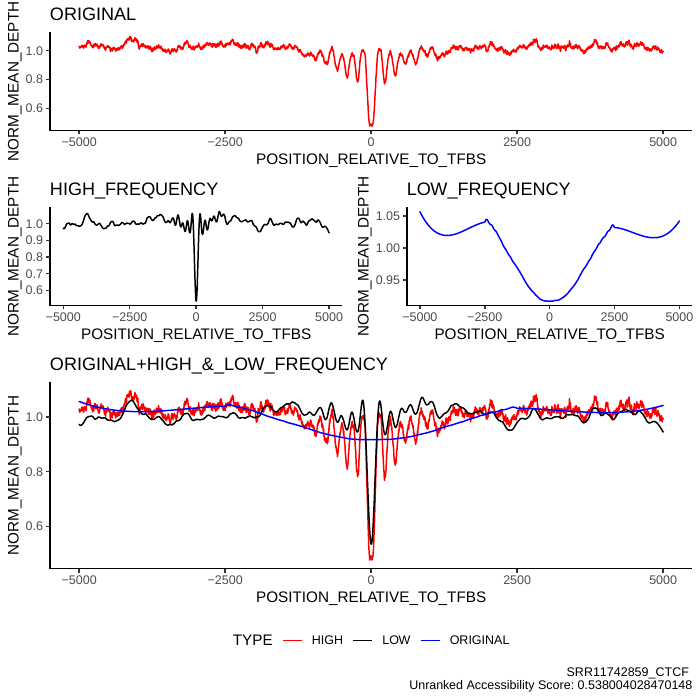 ORIGINAL
NORM_MEAN_DEPTH
1.0
0.8
0.6
−5000 −2500 0 2500 5000
POSITION_RELATIVE_TO_TFBS
HIGH_FREQUENCY
NORM_MEAN_DEPTH
1.0
0.9
0.8
0.7
0.6
−5000 −2500 0 2500 5000
POSITION_RELATIVE_TO_TFBS
LOW_FREQUENCY
NORM_MEAN_DEPTH
1.05
1.00
0.95
−5000 −2500 0 2500 5000
POSITION_RELATIVE_TO_TFBS
ORIGINAL+HIGH_&_LOW_FREQUENCY
NORM_MEAN_DEPTH
1.0
0.8
0.6
−5000 −2500 0 2500 5000
POSITION_RELATIVE_TO_TFBS
TYPE HIGH LOW ORIGINAL
SRR11742859_CTCF
Unranked Accessibility Score: 0.538004028470148